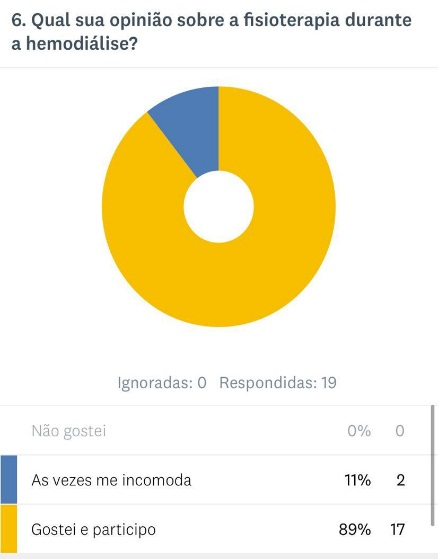 6. Qual sua opinião sobre a fisioterapia durante
a hemodiálise?
Ignoradas: 0 Respondidas: 19
Não gostei 0% 0
As vezes me incomoda 11% 2
Gostei e participo 89% 17